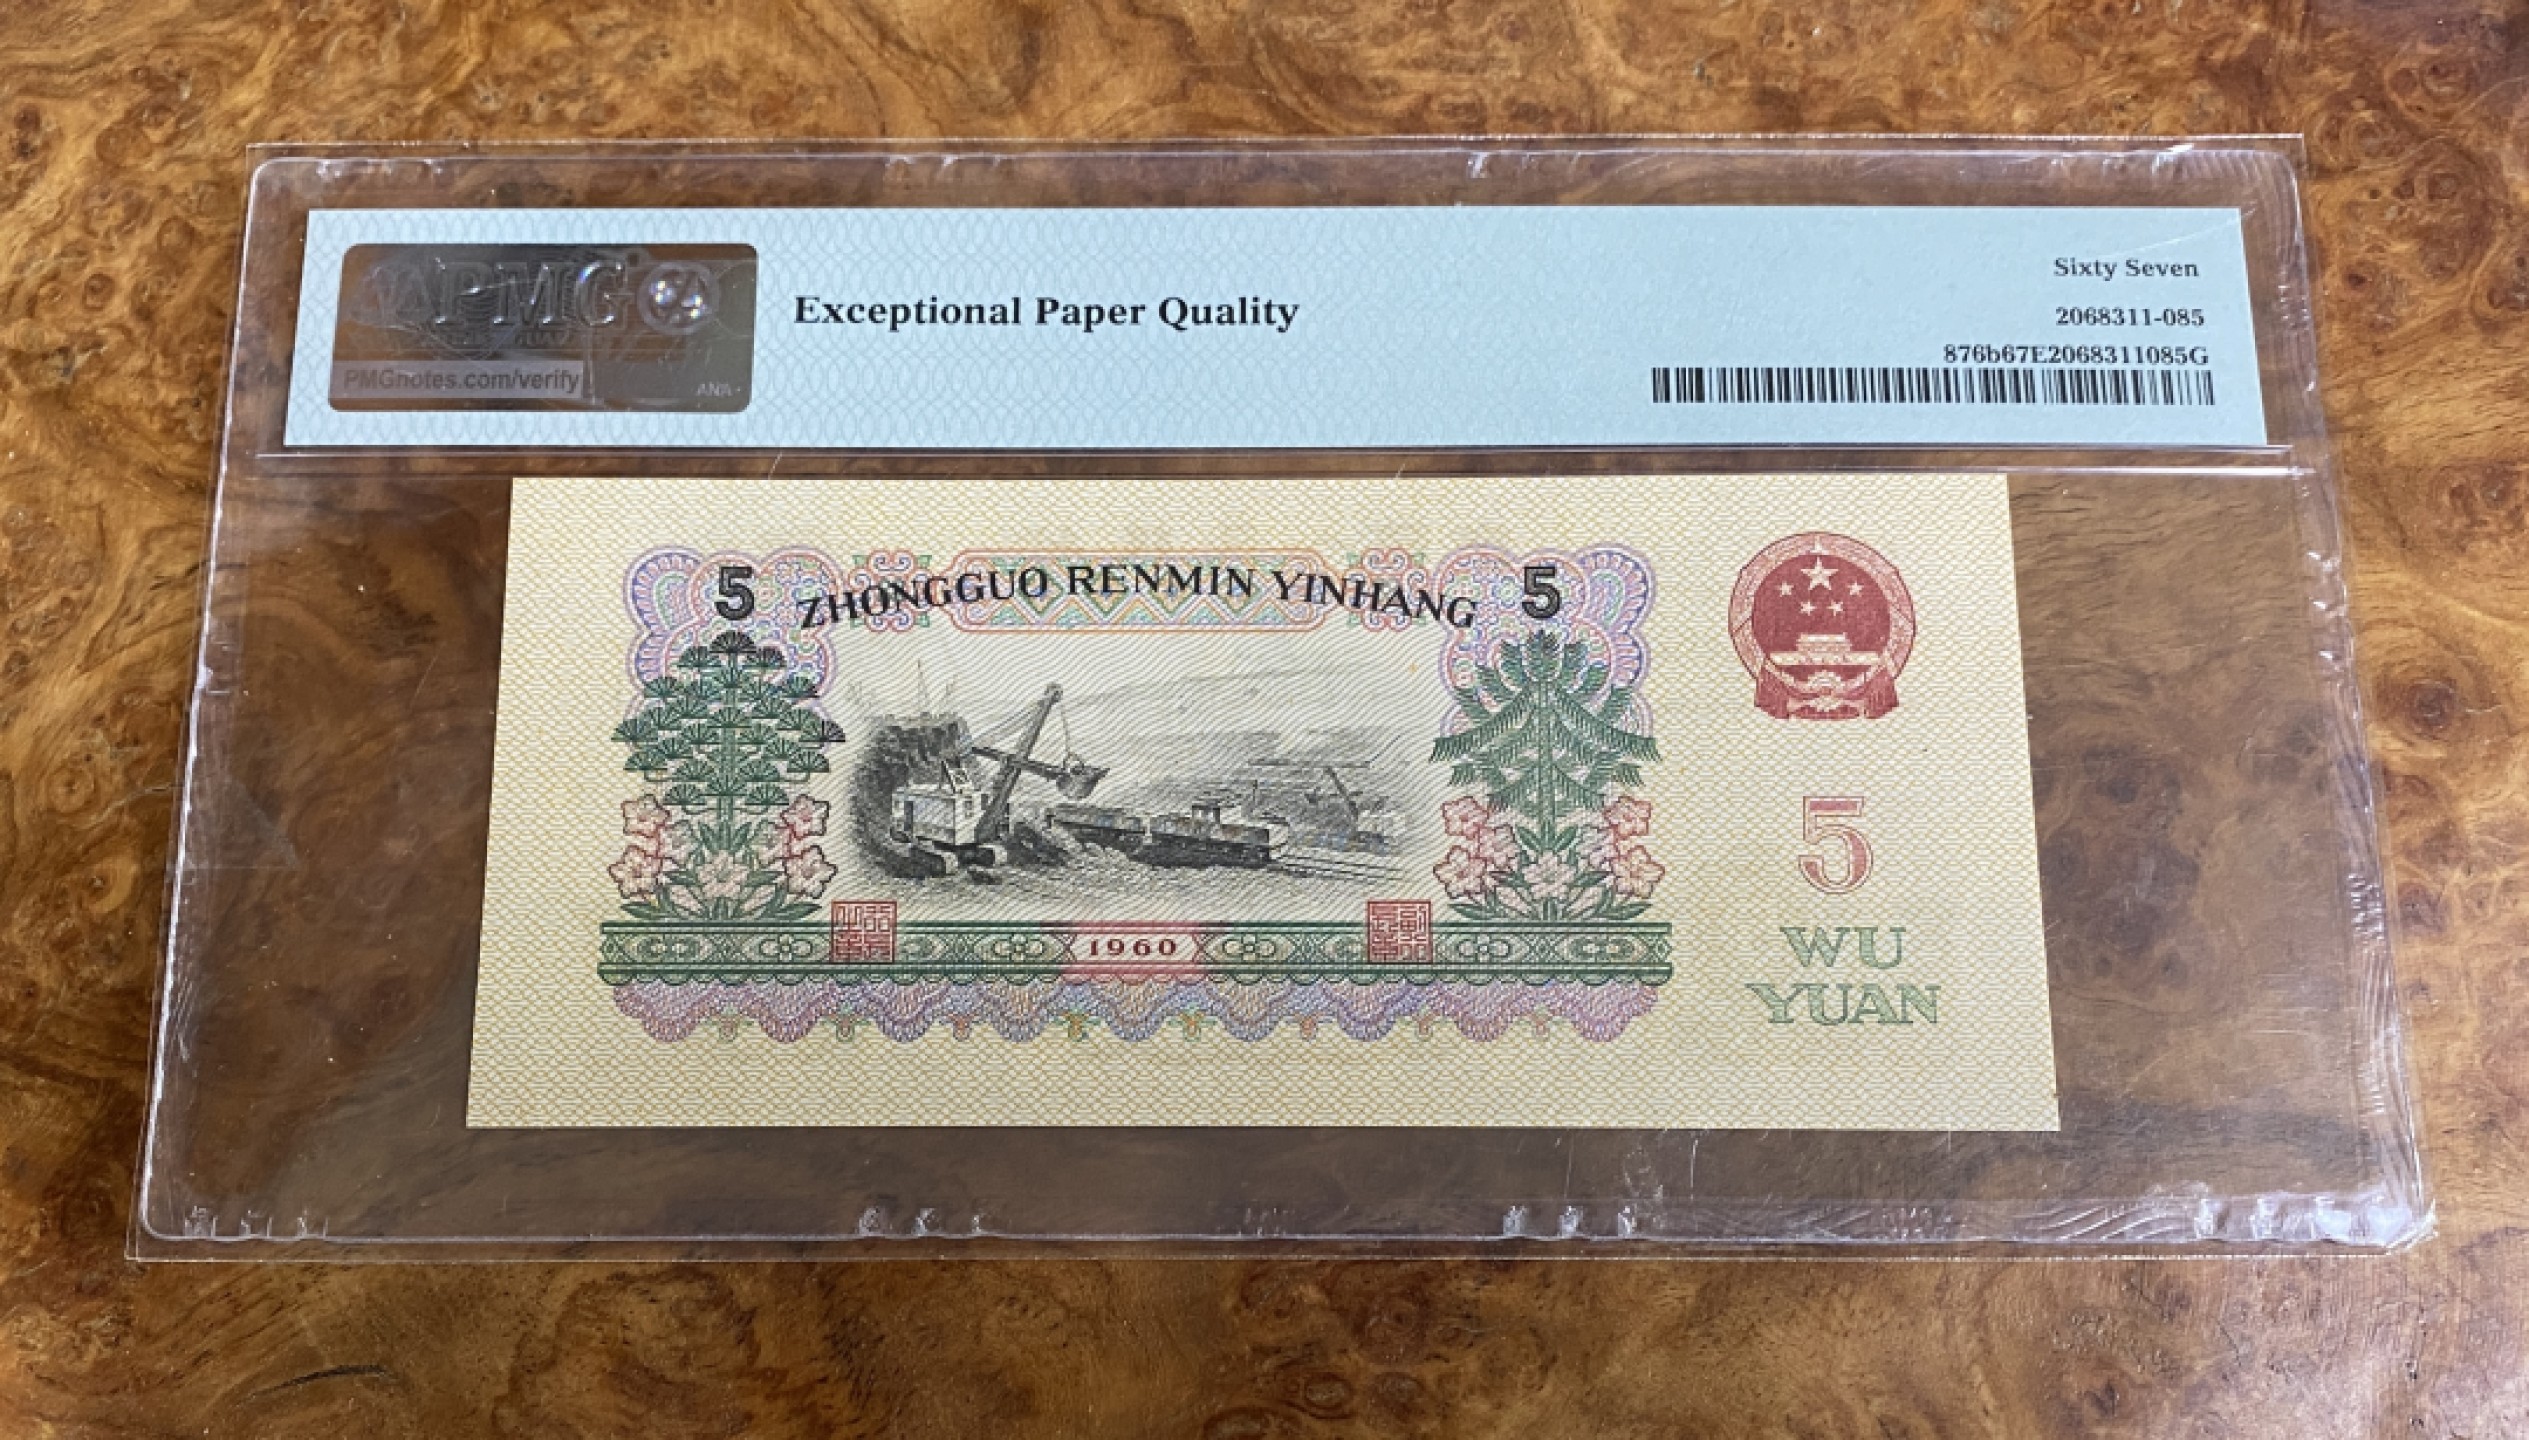 PMG
PMGnotes.com/verify
ANA
Exceptional Paper Quality
Sixty Seven
2068311-085
876b67E2068311085G
5 ZHONGGUO RENMIN YINHANG 5
5
WU
YUAN
1960